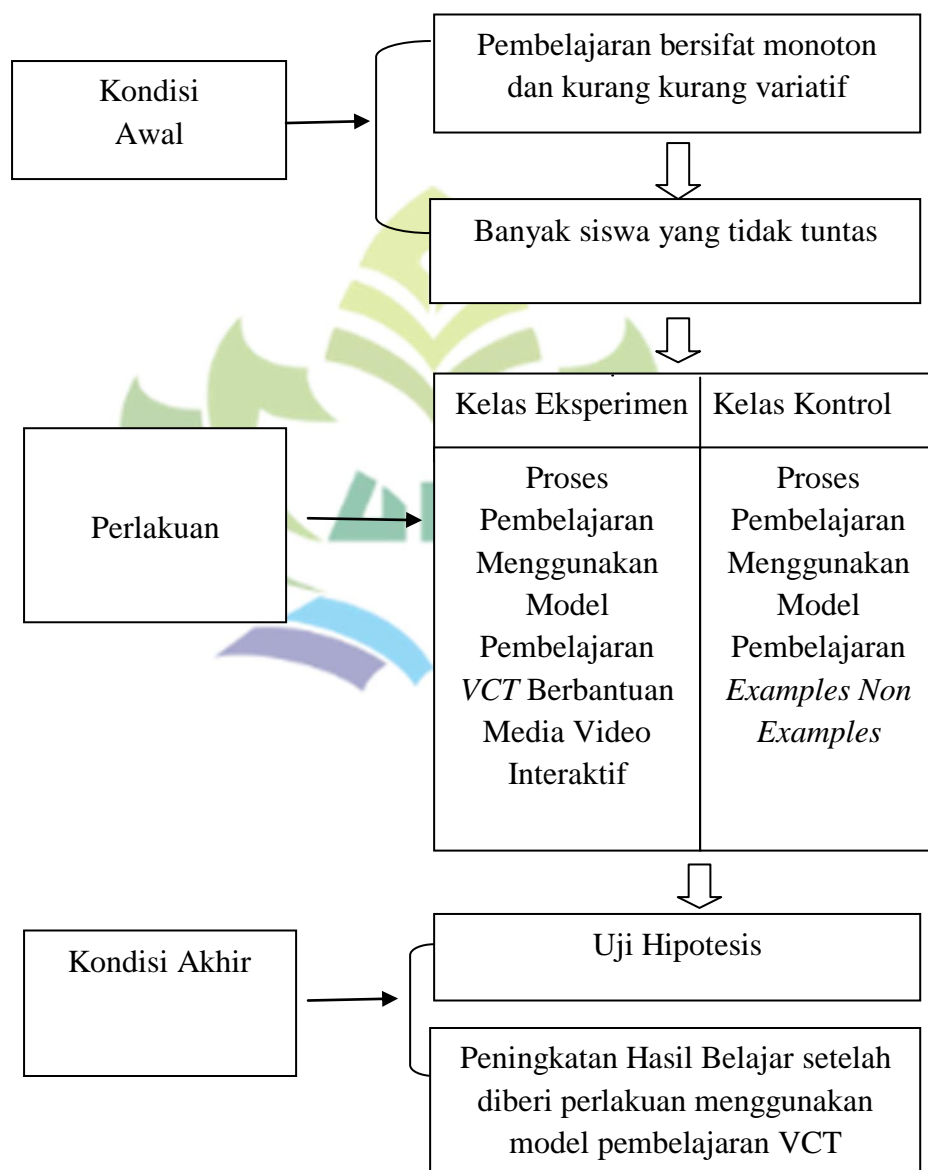 Kondisi
Awal
Pembelajaran bersifat monoton
dan kurang kurang variatif
Banyak siswa yang tidak tuntas
Perlakuan
Kelas Eksperimen
Proses
Pembelajaran
Menggunakan
Model
Pembelajaran
VCT Berbantuan
Media Video
Interaktif
Kelas Kontrol
Proses
Pembelajaran
Menggunakan
Model
Pembelajaran
Examples Non
Examples
Kondisi Akhir
Uji Hipotesis
Peningkatan Hasil Belajar setelah
diberi perlakuan menggunakan
model pembelajaran VCT